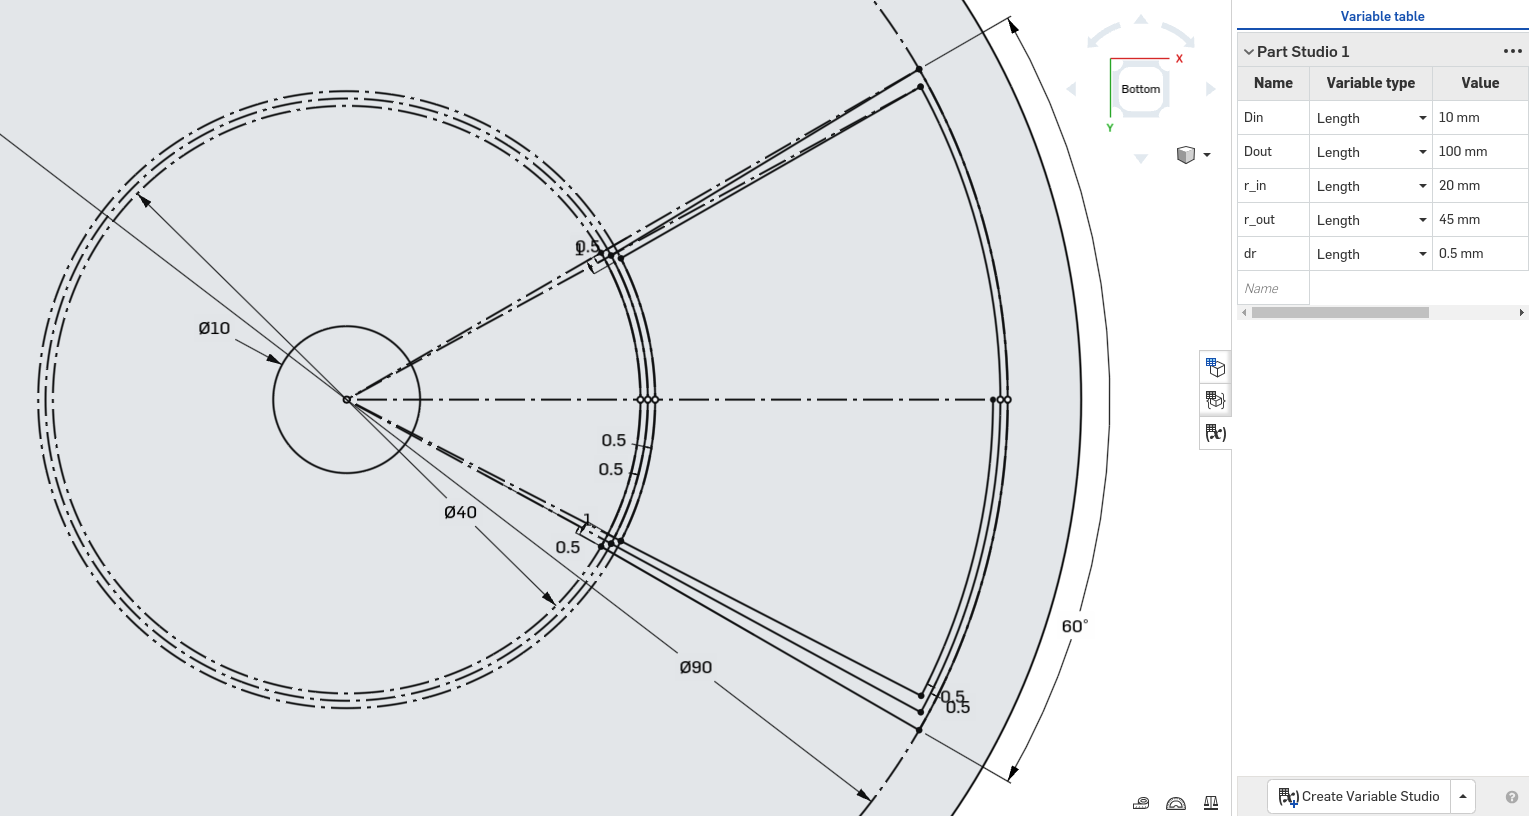 Variable table
Part Studio 1
Name Variable type Value
Din Length 10 mm
Dout Length 100 mm
r_in Length 20 mm
r_out Length 45 mm
dr Length 0.5 mm
Name
X
Bottom
Y
0.5
1
Ø10
0.5
0.5
Ø40
1
0.5
60°
Ø90
0.5
0.5
(x)
Create Variable Studio
?